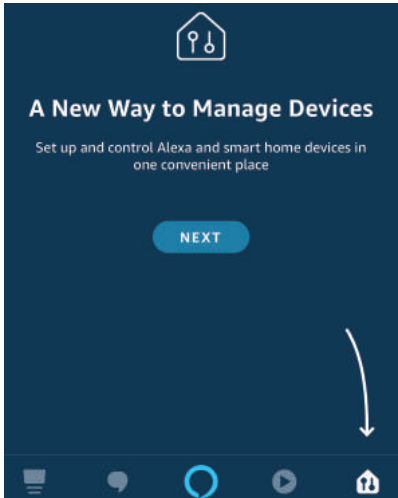 A New Way to Manage Devices
Set up and control Alexa and smart home devices in
one convenient place
NEXT